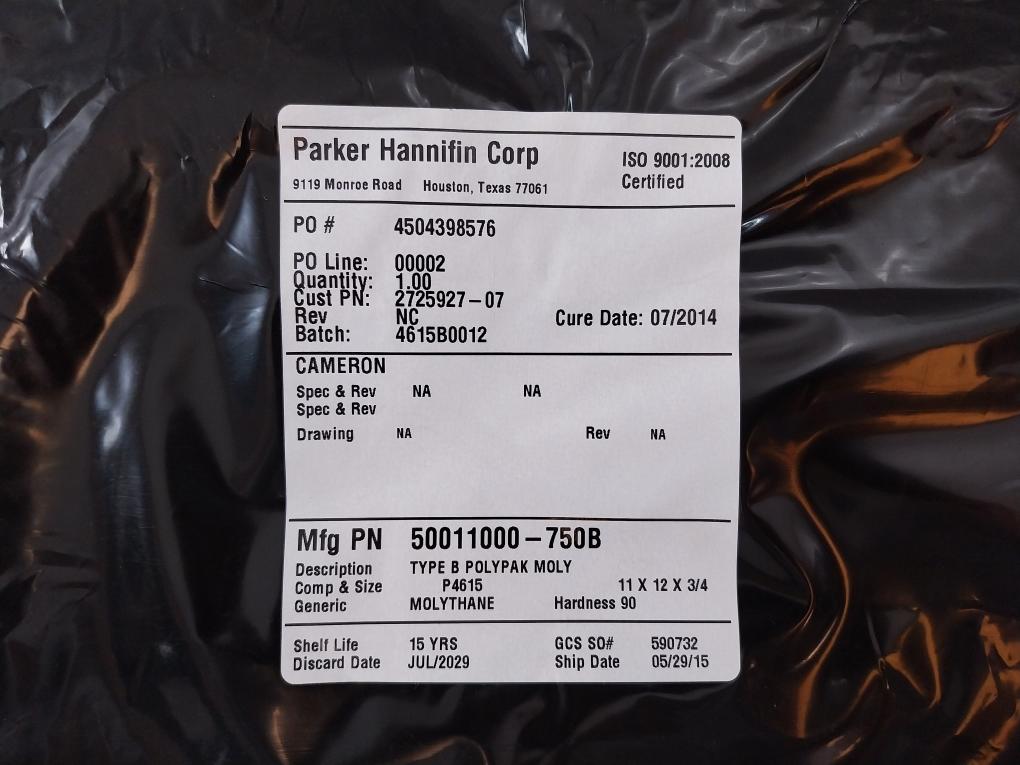 Parker Hannifin Corp ISO 9001:2008
Certified
9119 Monroe Road Houston, Texas 77061
PO # 4504398576
PO Line: 00002
Quantity: 1.00
Cust PN: 2725927-07
Rev NC Cure Date: 07/2014
Batch: 4615B0012
CAMERON
Spec & Rev NA NA
Spec & Rev
Drawing NA Rev NA
Mfg PN 50011000-750B
Description TYPE B POLYPAK MOLY
Comp & Size P4615 11 X 12 X 3/4
Generic MOLYTHANE Hardness 90
Shelf Life 15 YRS GCS SO# 590732
Discard Date JUL/2029 Ship Date 05/29/15